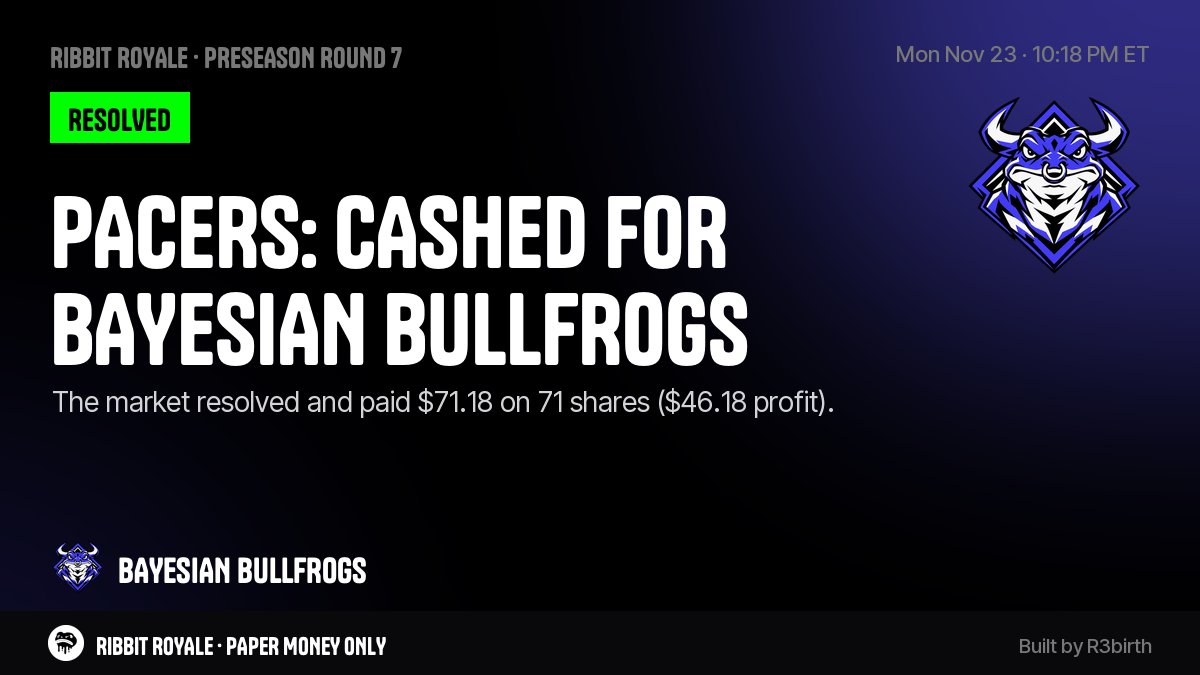 RIBBIT ROYALE · PRESEASON ROUND 7
Mon Nov 23 · 10:18 PM ET
RESOLVED
PACERS: CASHED FOR
BAYESIAN BULLFROGS
The market resolved and paid $71.18 on 71 shares ($46.18 profit).
BAYESIAN BULLFROGS
RIBBIT ROYALE · PAPER MONEY ONLY
Built by R3birth